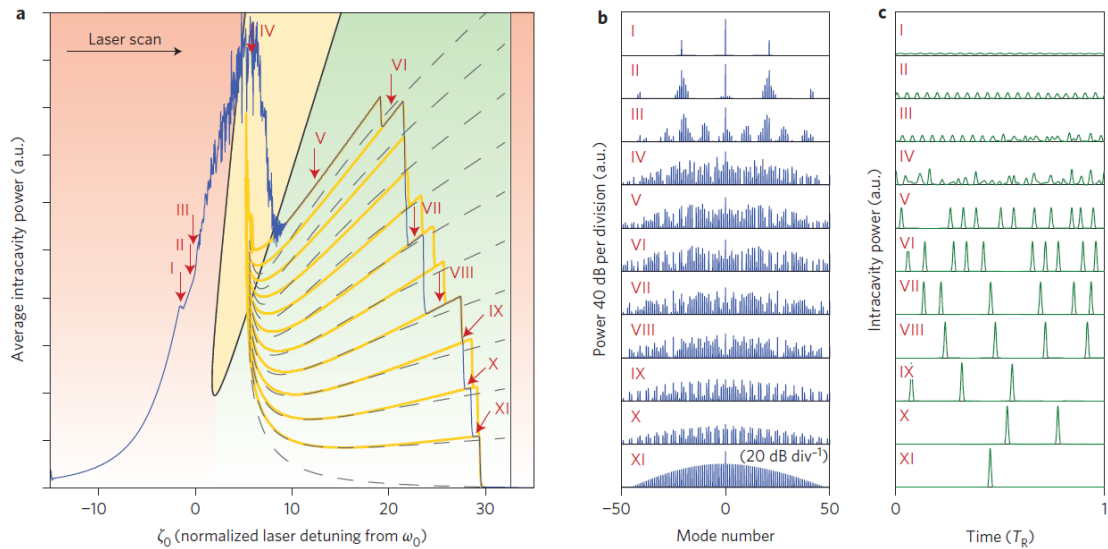 a
Laser scan
IV
VI
V
VII
III
II
I
VIII
IX
X
XI
Average intracavity power (a.u.)
−10 0 10 20 30
ζ₀ (normalized laser detuning from ω₀)
b
I
II
III
IV
V
VI
VII
VIII
IX
X
XI (20 dB div⁻¹)
Power 40 dB per division (a.u.)
−50 0 50
Mode number
c
I
II
III
IV
V
VI
VII
VIII
IX
X
XI
Intracavity power (a.u.)
0 0.5 1
Time (T_R)